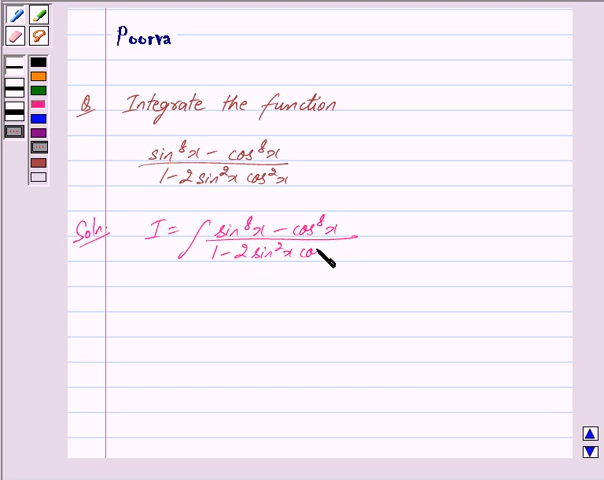 Poorva
Q Integrate the function
sin⁸x - cos⁸x
1 - 2 sin²x cos²x
Soln: I = ∫ sin⁸x - cos⁸x
1 - 2 sin²x co